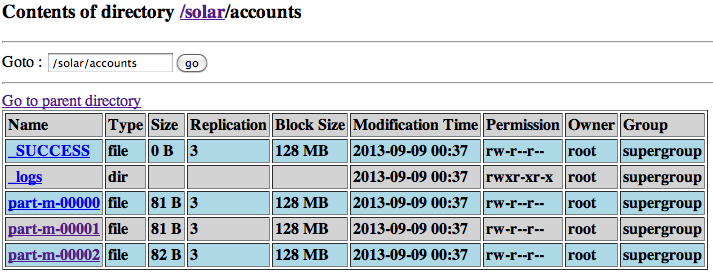 Contents of directory /solar/accounts
Goto : /solar/accounts go
Go to parent directory
Name Type Size Replication Block Size Modification Time Permission Owner Group
_SUCCESS file 0 B 3 128 MB 2013-09-09 00:37 rw-r--r-- root supergroup
_logs dir 2013-09-09 00:37 rwxr-xr-x root supergroup
part-m-00000 file 81 B 3 128 MB 2013-09-09 00:37 rw-r--r-- root supergroup
part-m-00001 file 81 B 3 128 MB 2013-09-09 00:37 rw-r--r-- root supergroup
part-m-00002 file 82 B 3 128 MB 2013-09-09 00:37 rw-r--r-- root supergroup